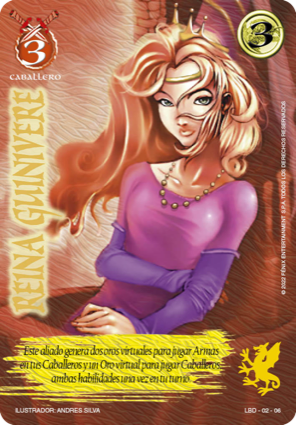 3
CABALLERO
3
REINA GUINIVERE
© 2022 FÉNIX ENTERTAINMENT S.P.A. TODOS LOS DERECHOS RESERVADOS
Este aliado genera dos oros virtuales para jugar Armas
en tus Caballeros y un Oro virtual para jugar Caballeros,
ambas habilidades una vez en tu turno.
ILUSTRADOR: ANDRES SILVA
LBD - 02 - 06